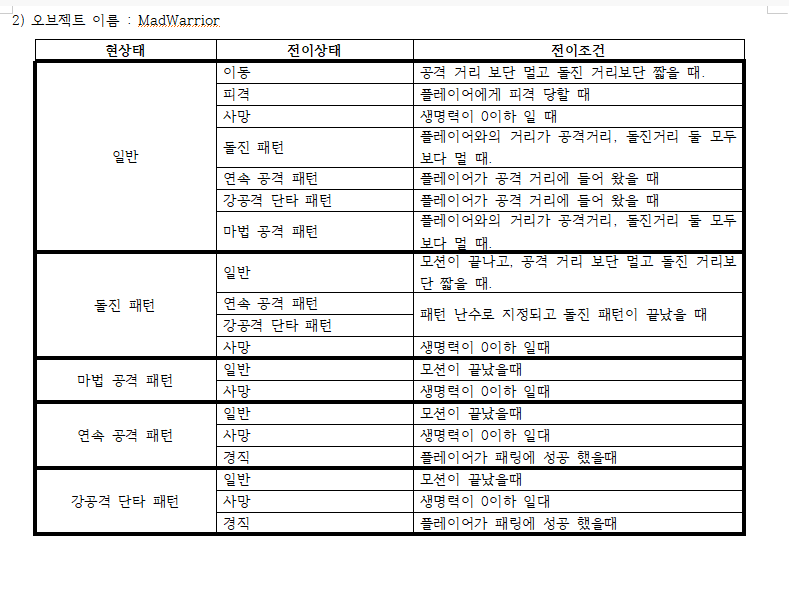 2) 오브젝트 이름 : MadWarrior
현상태 전이상태 전이조건
일반
이동 공격 거리 보단 멀고 돌진 거리보단 짧을 때.
피격 플레이어에게 피격 당할 때
사망 생명력이 0이하 일 때
돌진 패턴 플레이어와의 거리가 공격거리, 돌진거리 둘 모두
보다 멀 때.
연속 공격 패턴 플레이어가 공격 거리에 들어 왔을 때
강공격 단타 패턴 플레이어가 공격 거리에 들어 왔을 때
마법 공격 패턴 플레이어와의 거리가 공격거리, 돌진거리 둘 모두
보다 멀 때.
돌진 패턴
일반 모션이 끝나고, 공격 거리 보단 멀고 돌진 거리보
단 짧을 때.
연속 공격 패턴 패턴 난수로 지정되고 돌진 패턴이 끝났을 때
강공격 단타 패턴
사망 생명력이 0이하 일때
마법 공격 패턴
일반 모션이 끝났을때
사망 생명력이 0이하 일때
연속 공격 패턴
일반 모션이 끝났을때
사망 생명력이 0이하 일대
경직 플레이어가 패링에 성공 했을때
강공격 단타 패턴
일반 모션이 끝났을때
사망 생명력이 0이하 일대
경직 플레이어가 패링에 성공 했을때